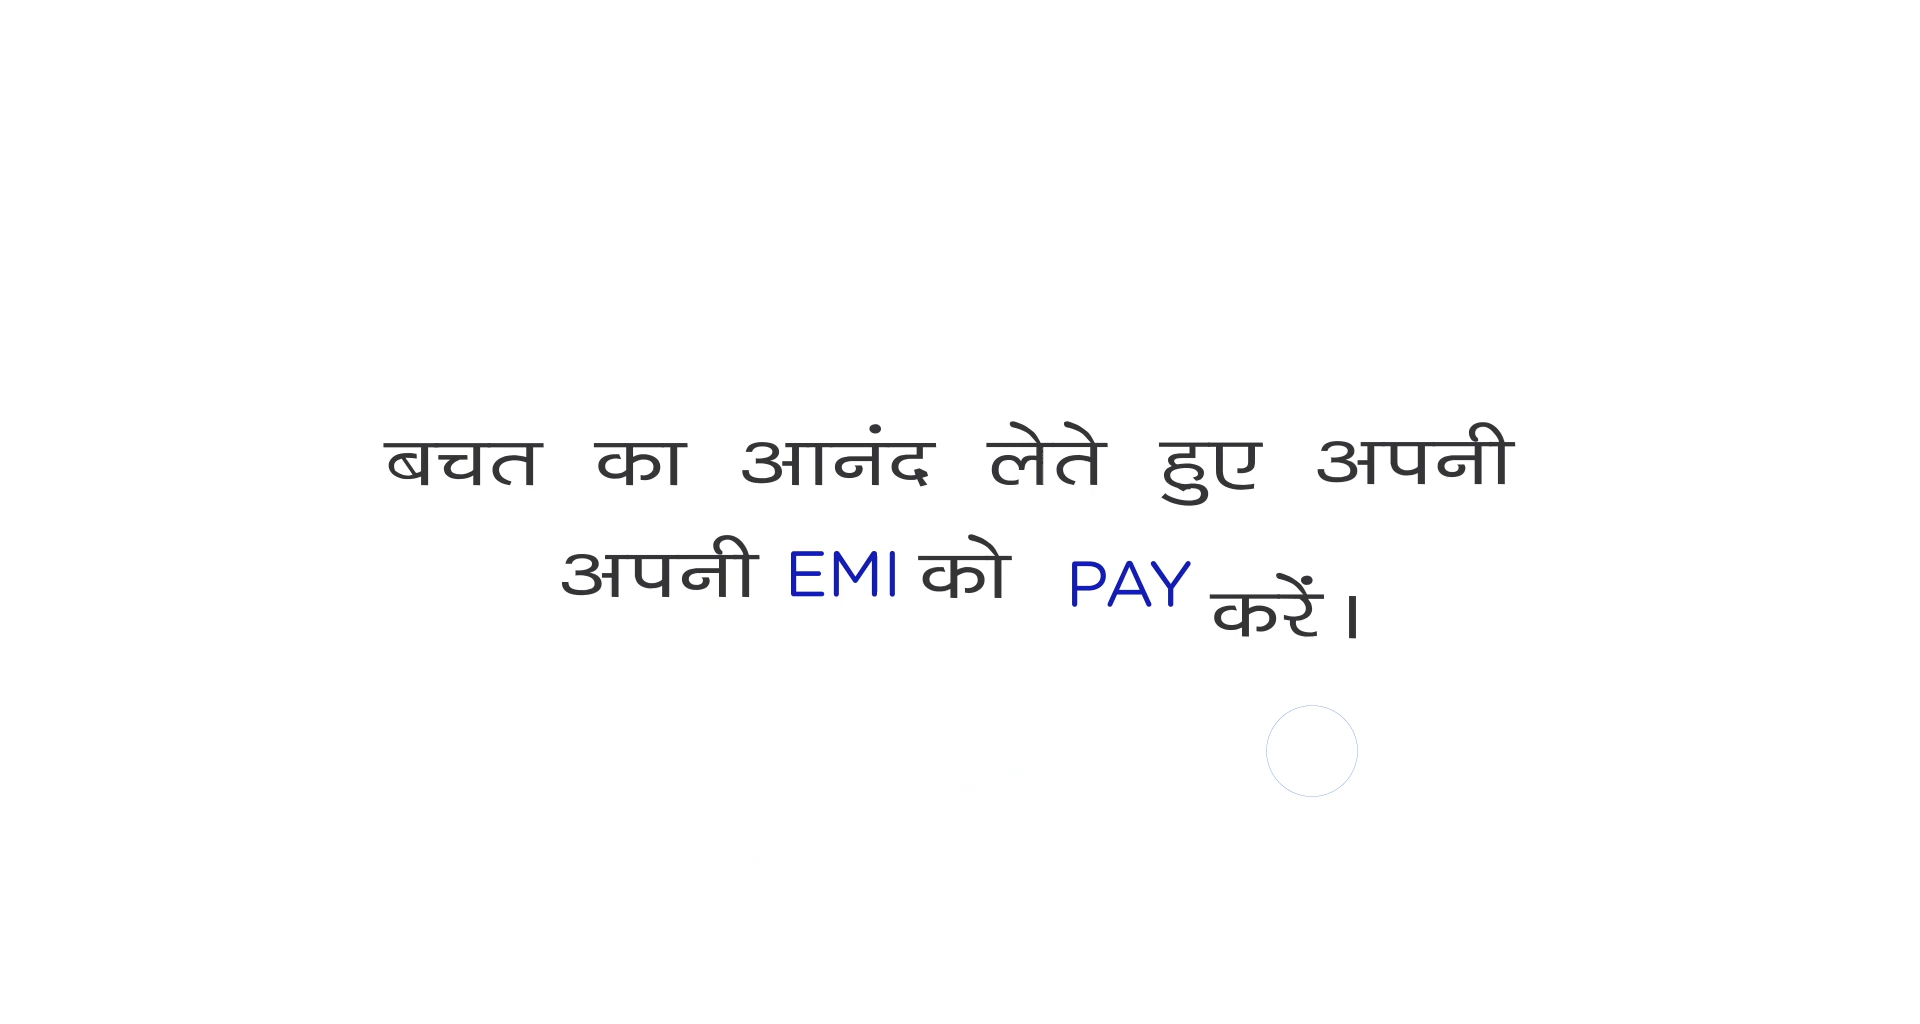 बचत का आनंद लेते हुए अपनी
अपनी EMI को PAY करें।